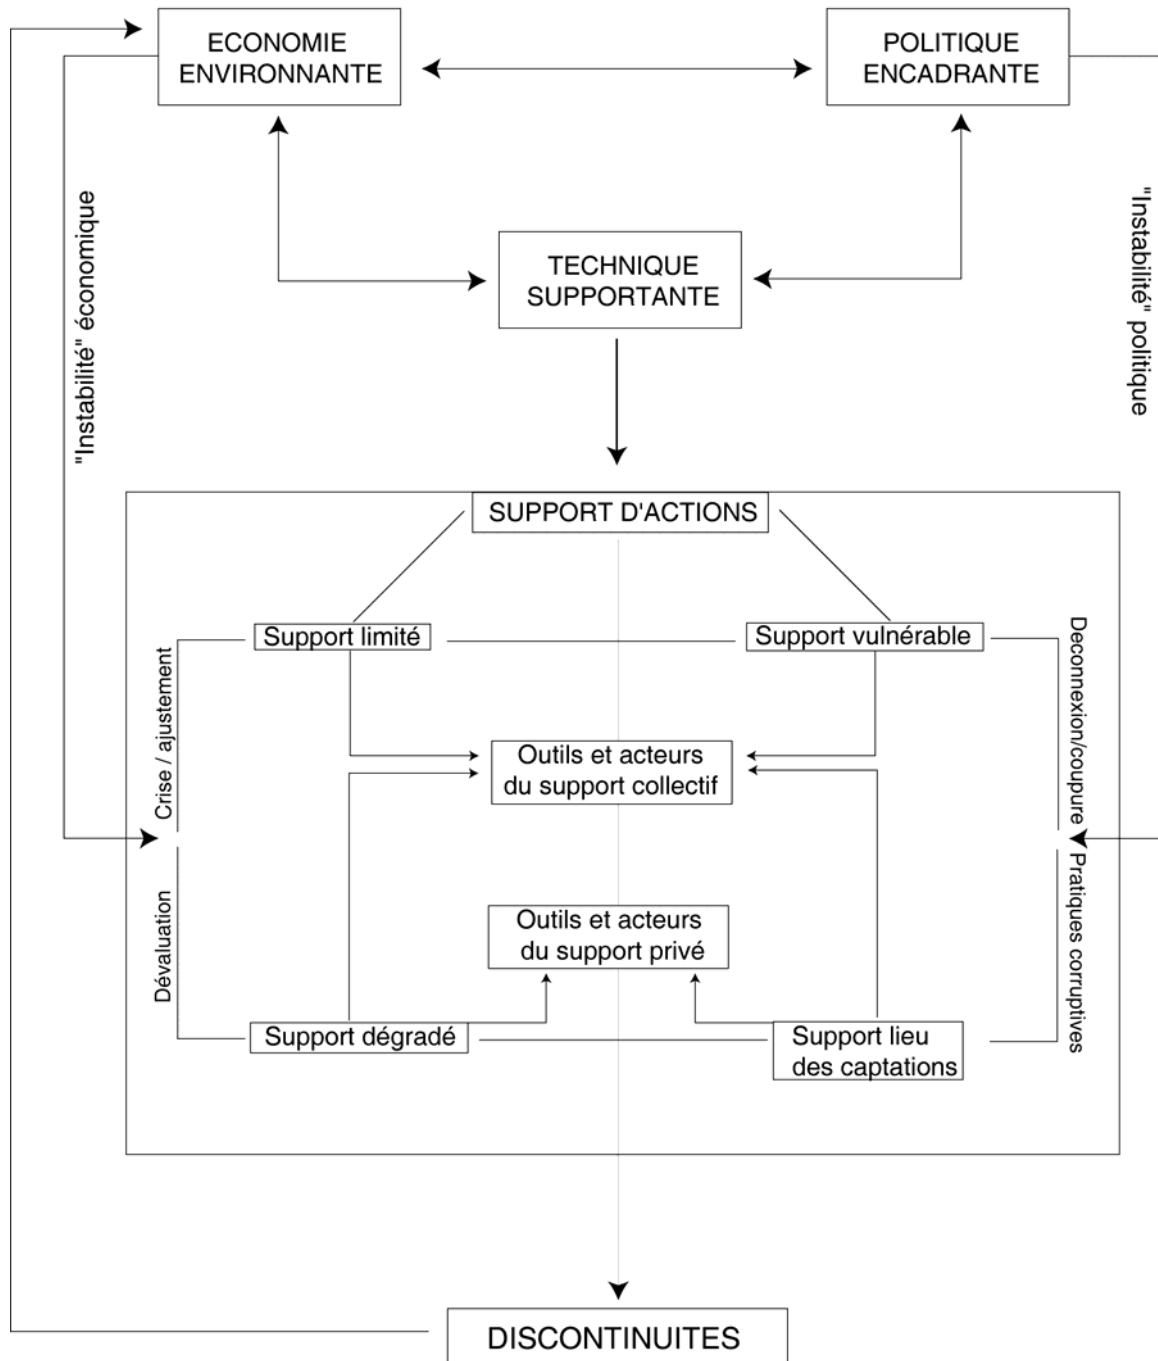 ECONOMIE
ENVIRONNANTE
POLITIQUE
ENCADRANTE
"Instabilité" économique
"Instabilité" politique
TECHNIQUE
SUPPORTANTE
SUPPORT D'ACTIONS
Support limité
Support vulnérable
Crise / ajustement
Deconnexion/coupure
Outils et acteurs
du support collectif
Dévaluation
Pratiques corruptives
Outils et acteurs
du support privé
Support dégradé
Support lieu
des captations
DISCONTINUITES